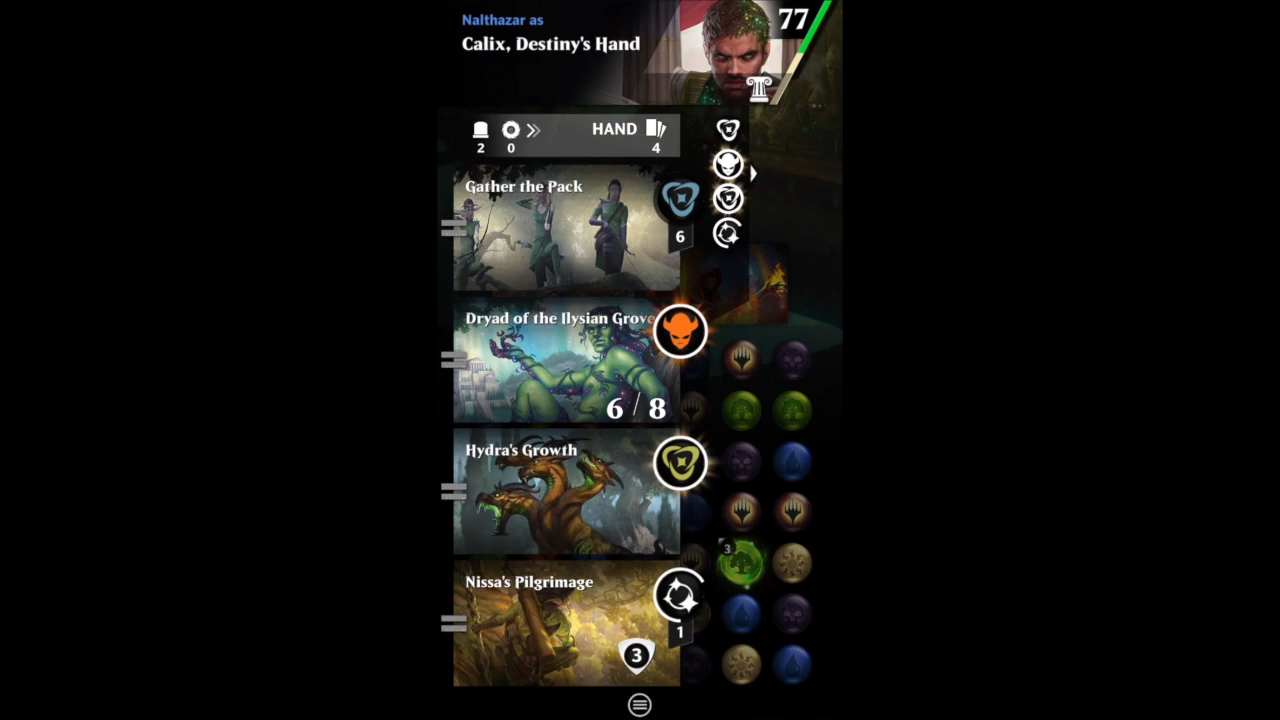 Nalthazar as
77
Calix, Destiny's Hand
HAND
2
0
4
Gather the Pack
6
Dryad of the Ilysian Grove
6 / 8
Hydra's Growth
3
Nissa's Pilgrimage
1
3